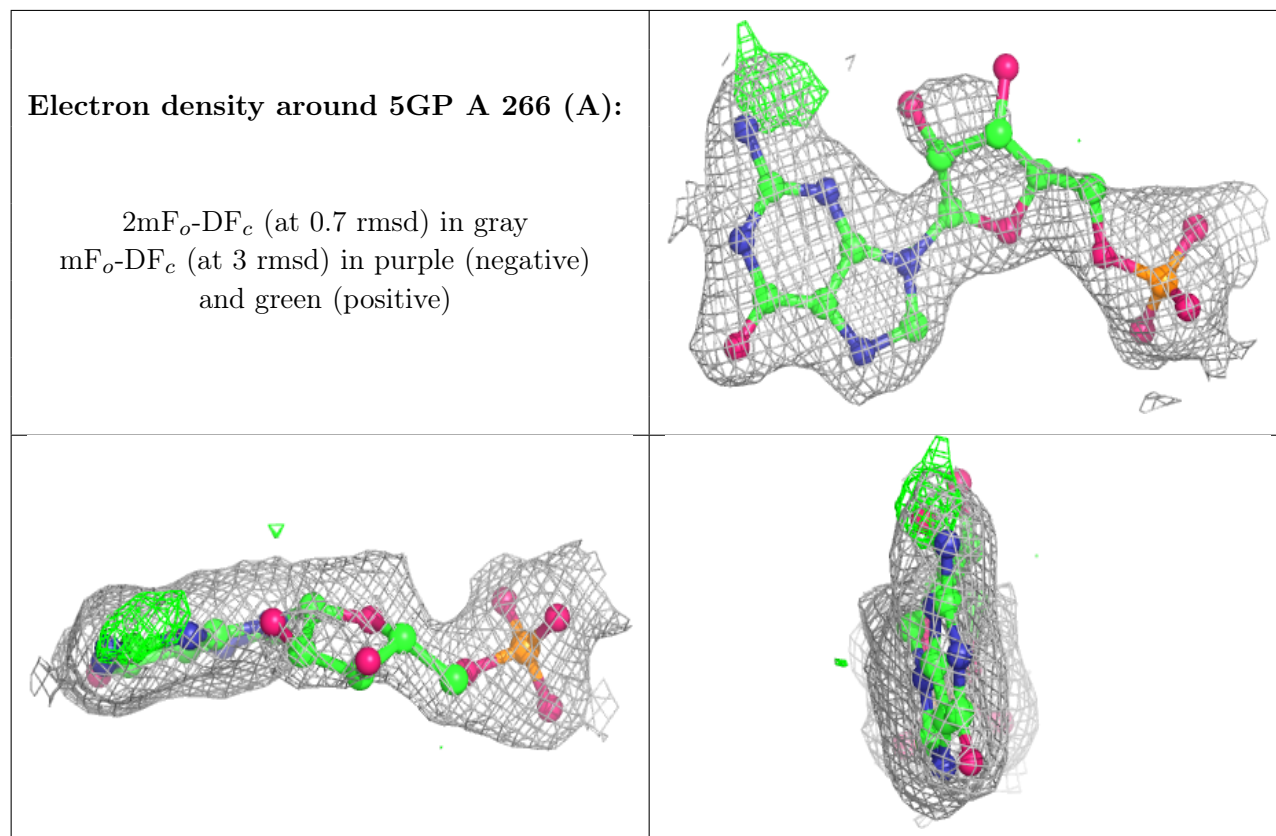 Electron density around 5GP A 266 (A):
2mFo-DFc (at 0.7 rmsd) in gray
mFo-DFc (at 3 rmsd) in purple (negative)
and green (positive)